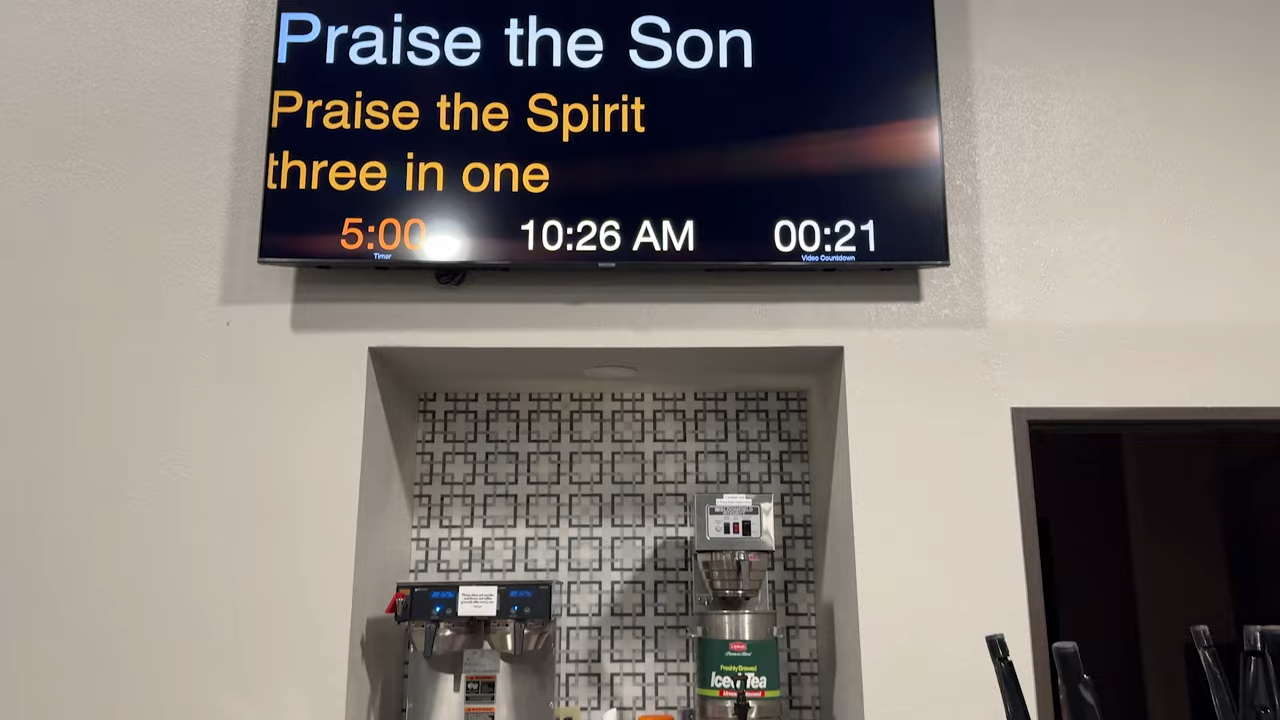 Praise the Son
Praise the Spirit
three in one
5:00 10:26 AM 00:21
Timer Video Countdown
Lipton
Freshly Brewed
Iced Tea